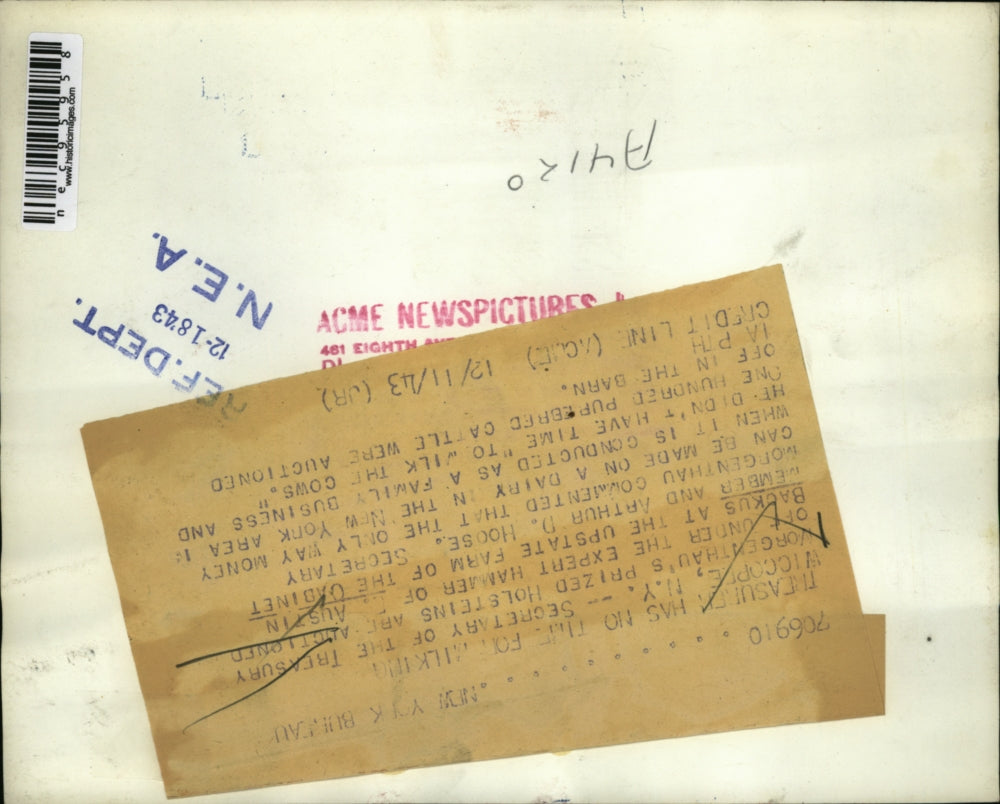 nec95958
www.historicimages.com
A4120
REF. DEPT.
12-18'43
N.E.A.
ACME NEWSPICTURES
461 EIGHTH
706910 . . . . . . . . . NEW YORK BUREAU
TREASURER HAS NO TIME FOR MILKING
WICCOPEE, N.Y. -- SECRETARY OF THE TREASURY
MORGENTHAU'S PRIZED HOLSTEINS ARE AUCTIONED
OFF UNDER THE EXPERT HAMMER OF AUSTIN
BACKUS AT THE UPSTATE FARM OF THE CABINET
MEMBER AND ARTHUR D. HOOSE. SECRETARY
MORGENTHAU COMMENTED THAT THE ONLY WAY MONEY
CAN BE MADE ON A DAIRY IN THE NEW YORK AREA IS
WHEN IT IS CONDUCTED AS A FAMILY BUSINESS AND
HE DIDN'T HAVE TIME "TO MILK THE COWS."
ONE HUNDRED PUREBRED CATTLE WERE AUCTIONED
OFF IN THE BARN.
1A PTH
CREDIT LINE (ACME) 12/11/43 (JR)